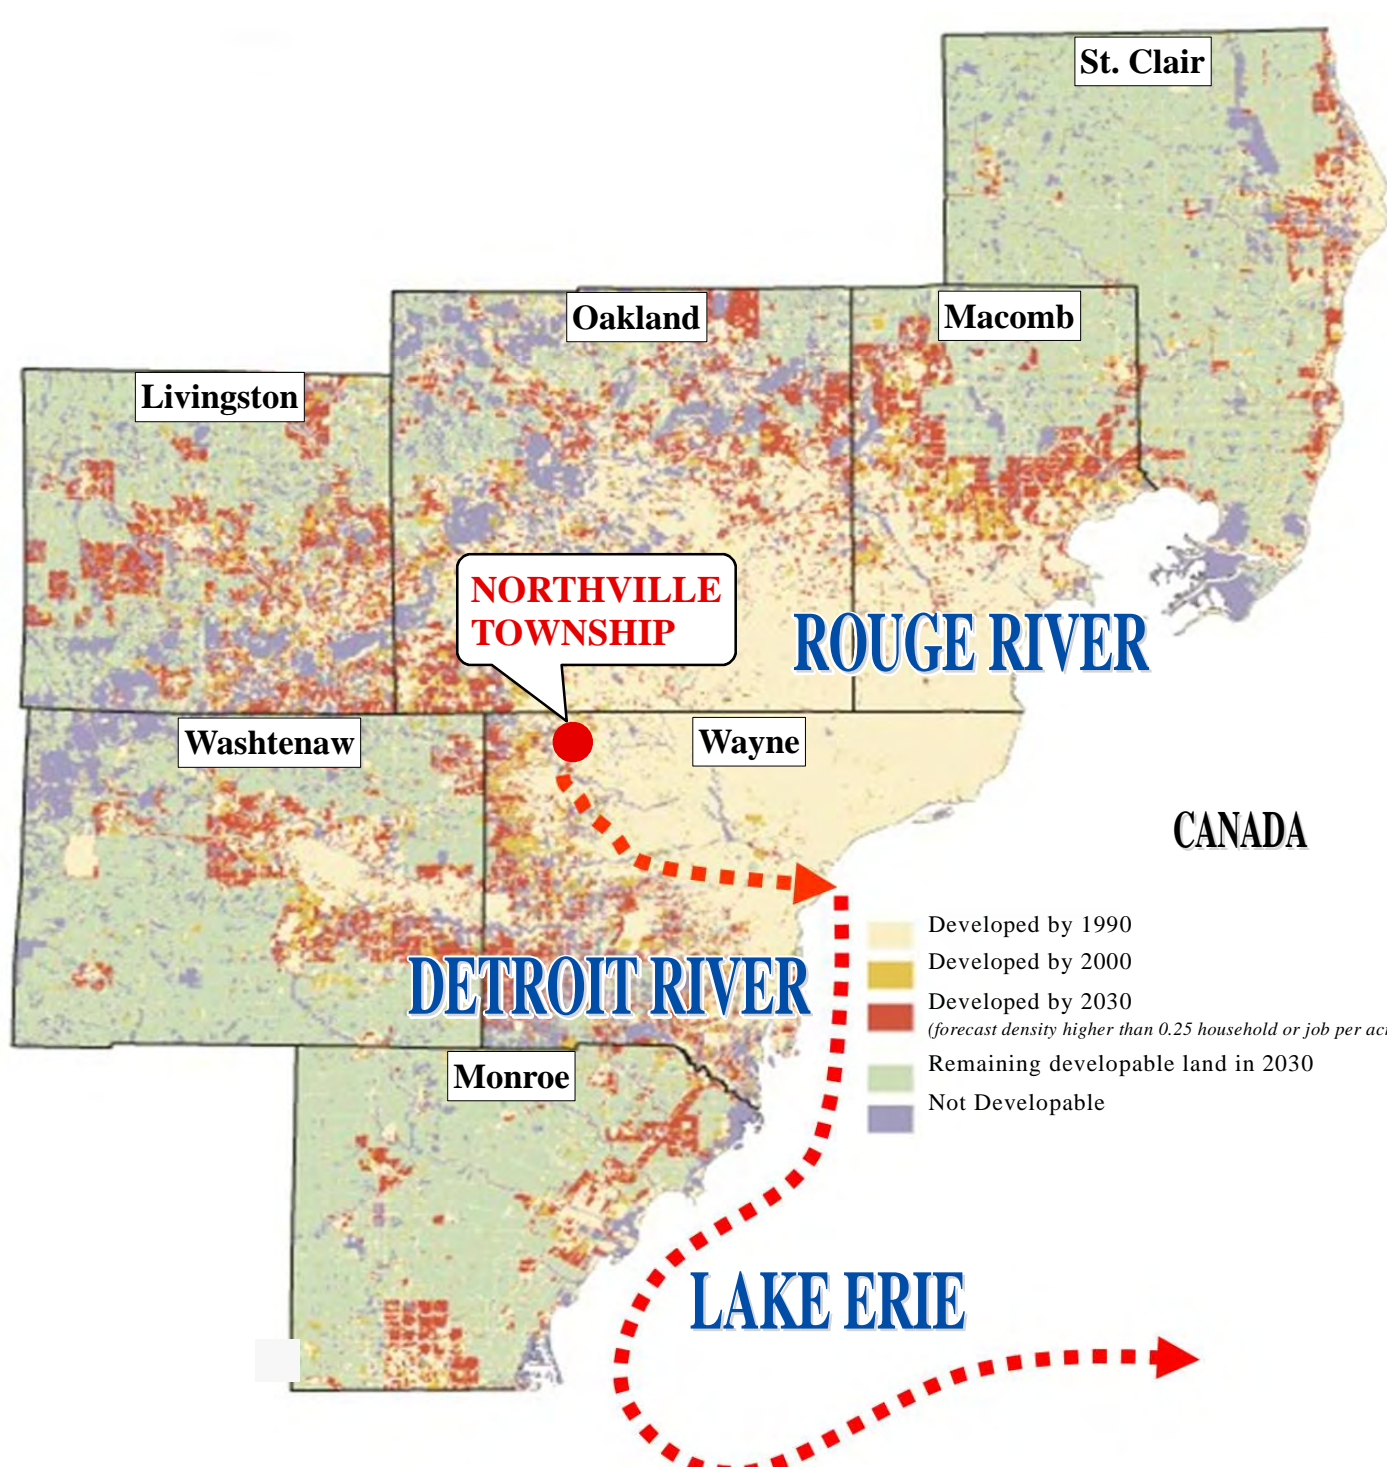 St. Clair
Oakland
Macomb
Livingston
NORTHVILLE
TOWNSHIP
ROUGE RIVER
Washtenaw
Wayne
CANADA
Developed by 1990
Developed by 2000
Developed by 2030
(forecast density higher than 0.25 household or job per ac
DETROIT RIVER
Remaining developable land in 2030
Monroe
Not Developable
LAKE ERIE